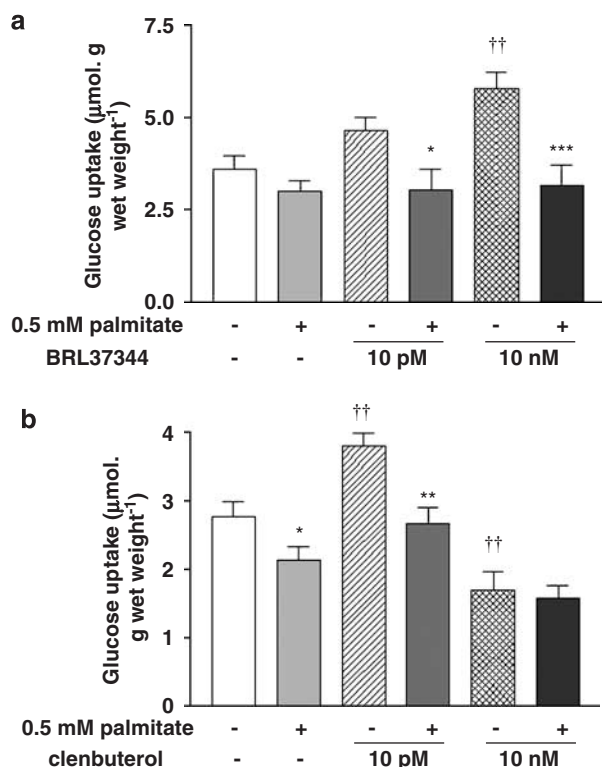 a
Glucose uptake (μmol. g
wet weight⁻¹)
7.5
5.0
2.5
0.0
††
*
***
0.5 mM palmitate - + - + - +
BRL37344 - - 10 pM 10 nM
b
Glucose uptake (μmol.
g wet weight⁻¹)
4
3
2
1
0
††
*
**
††
0.5 mM palmitate - + - + - +
clenbuterol - - 10 pM 10 nM